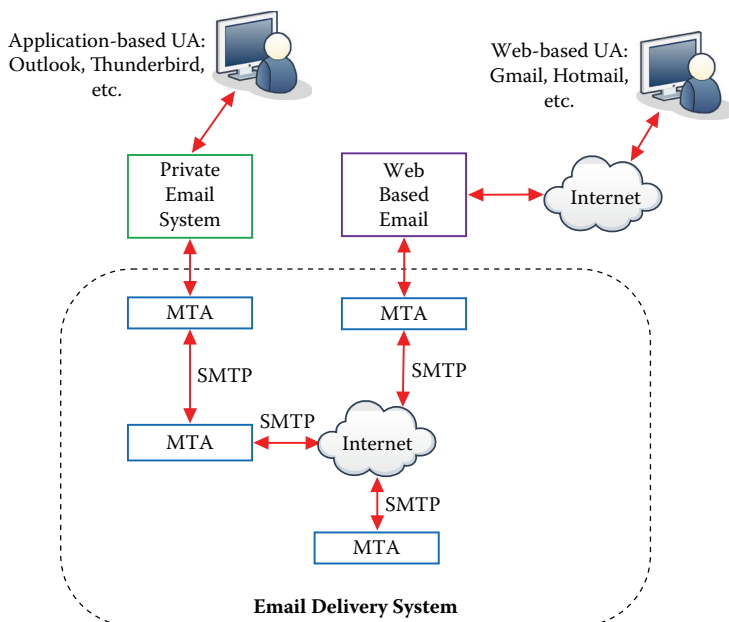 Application-based UA:
Outlook, Thunderbird,
etc.
Web-based UA:
Gmail, Hotmail,
etc.
Private
Email
System
Web
Based
Email
Internet
MTA
MTA
SMTP
SMTP
MTA
SMTP
Internet
SMTP
MTA
Email Delivery System